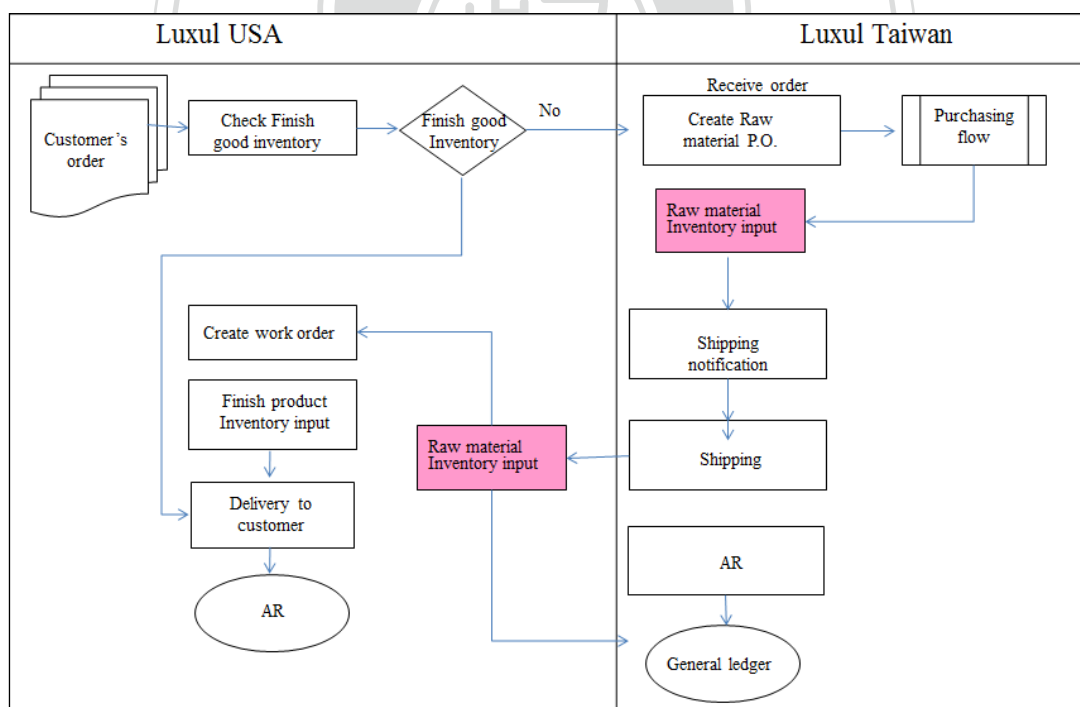 Luxul USA
Luxul Taiwan
Customer's
order
Check Finish
good inventory
Finish good
Inventory
No
Receive order
Create Raw
material P.O.
Purchasing
flow
Raw material
Inventory input
Shipping
notification
Shipping
Raw material
Inventory input
Create work order
Finish product
Inventory input
Delivery to
customer
AR
AR
General ledger